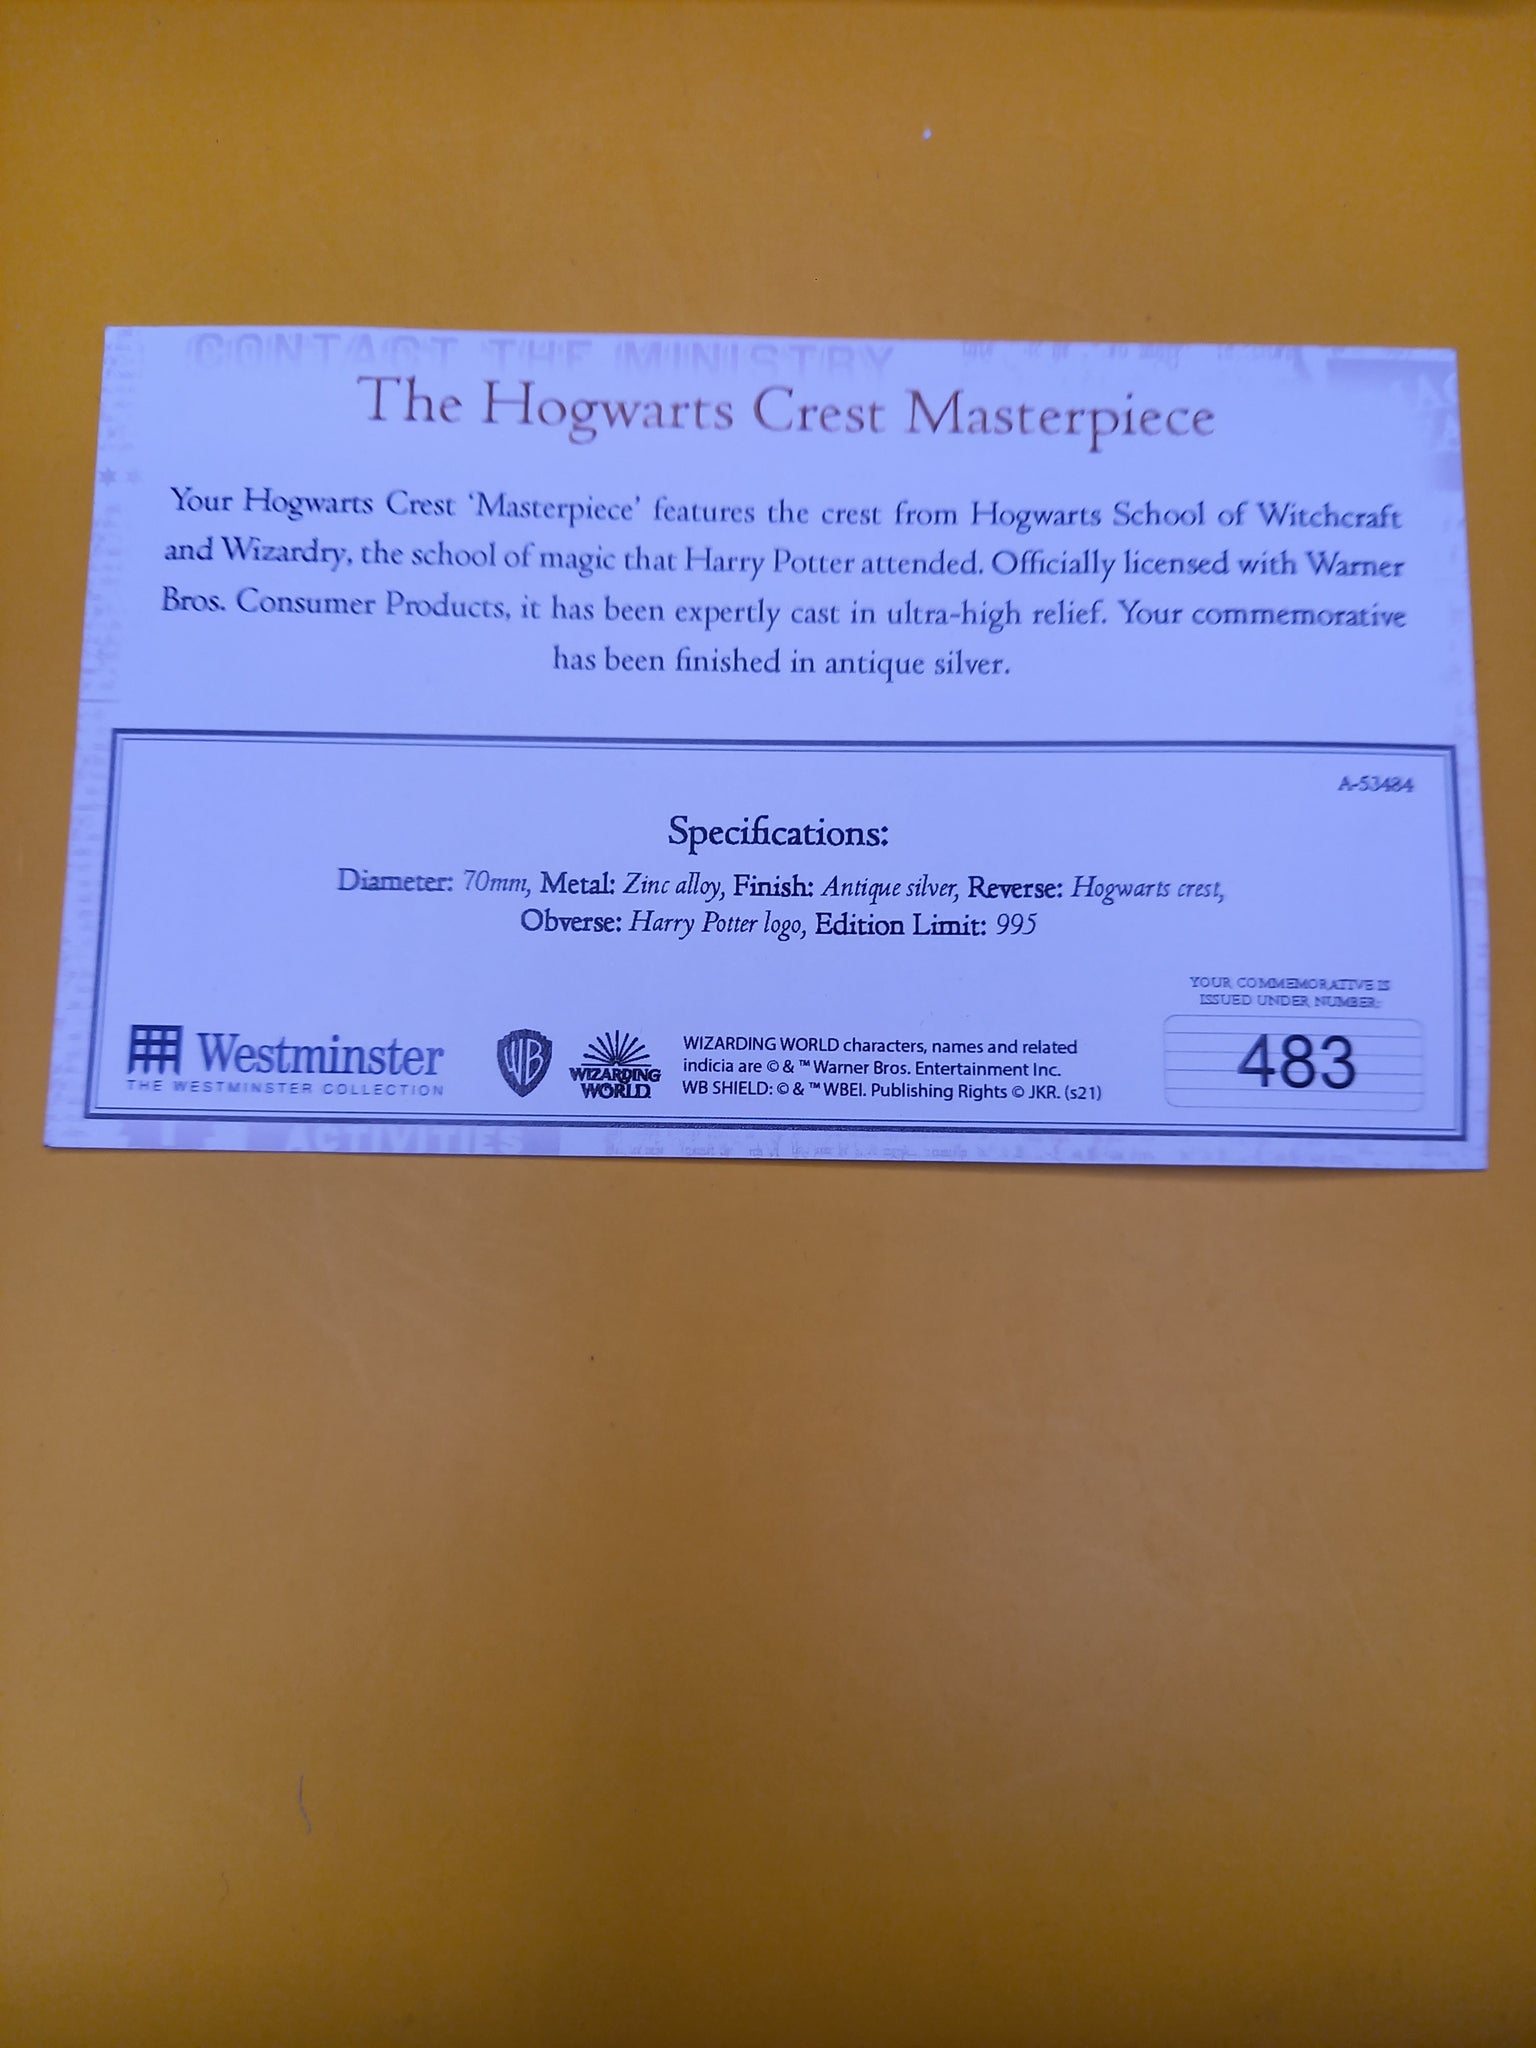 CONTACT THE MINISTRY
The Hogwarts Crest Masterpiece
Your Hogwarts Crest ‘Masterpiece’ features the crest from Hogwarts School of Witchcraft
and Wizardry, the school of magic that Harry Potter attended. Officially licensed with Warner
Bros. Consumer Products, it has been expertly cast in ultra-high relief. Your commemorative
has been finished in antique silver.
A-53484
Specifications:
Diameter: 70mm, Metal: Zinc alloy, Finish: Antique silver, Reverse: Hogwarts crest,
Obverse: Harry Potter logo, Edition Limit: 995
YOUR COMMEMORATIVE IS
ISSUED UNDER NUMBER:
483
Westminster
THE WESTMINSTER COLLECTION
WB
WIZARDING
WORLD
WIZARDING WORLD characters, names and related
indicia are © & ™ Warner Bros. Entertainment Inc.
WB SHIELD: © & ™ WBEI. Publishing Rights © JKR. (s21)
ACTIVITIES